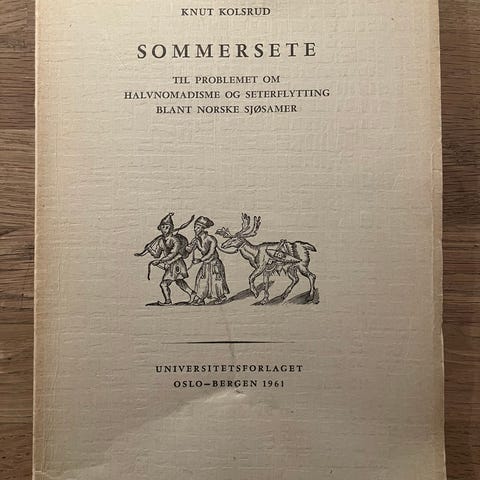 KNUT KOLSRUD
SOMMERSETE
TIL PROBLEMET OM
HALVNOMADISME OG SETERFLYTTING
BLANT NORSKE SJØSAMER
UNIVERSITETSFORLAGET
OSLO–BERGEN 1961